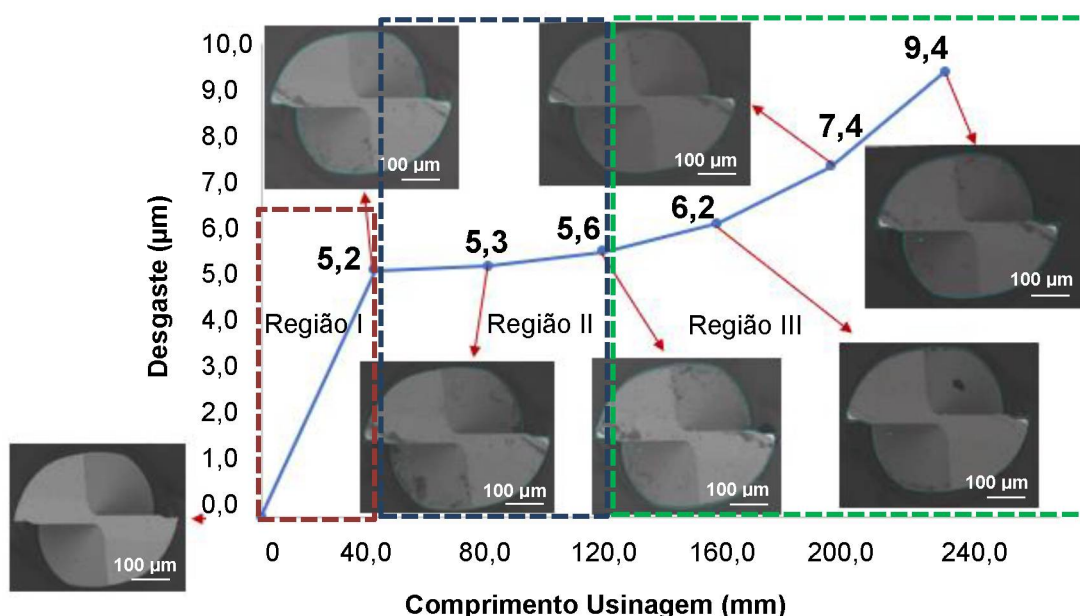 Desgaste (µm)
10,0
9,0
8,0
7,0
6,0
5,0
4,0
3,0
2,0
1,0
0,0
0
40,0
80,0
120,0
160,0
200,0
240,0
Comprimento Usinagem (mm)
Região I
Região II
Região III
5,2
5,3
5,6
6,2
7,4
9,4
100 µm
100 µm
100 µm
100 µm
100 µm
100 µm
100 µm